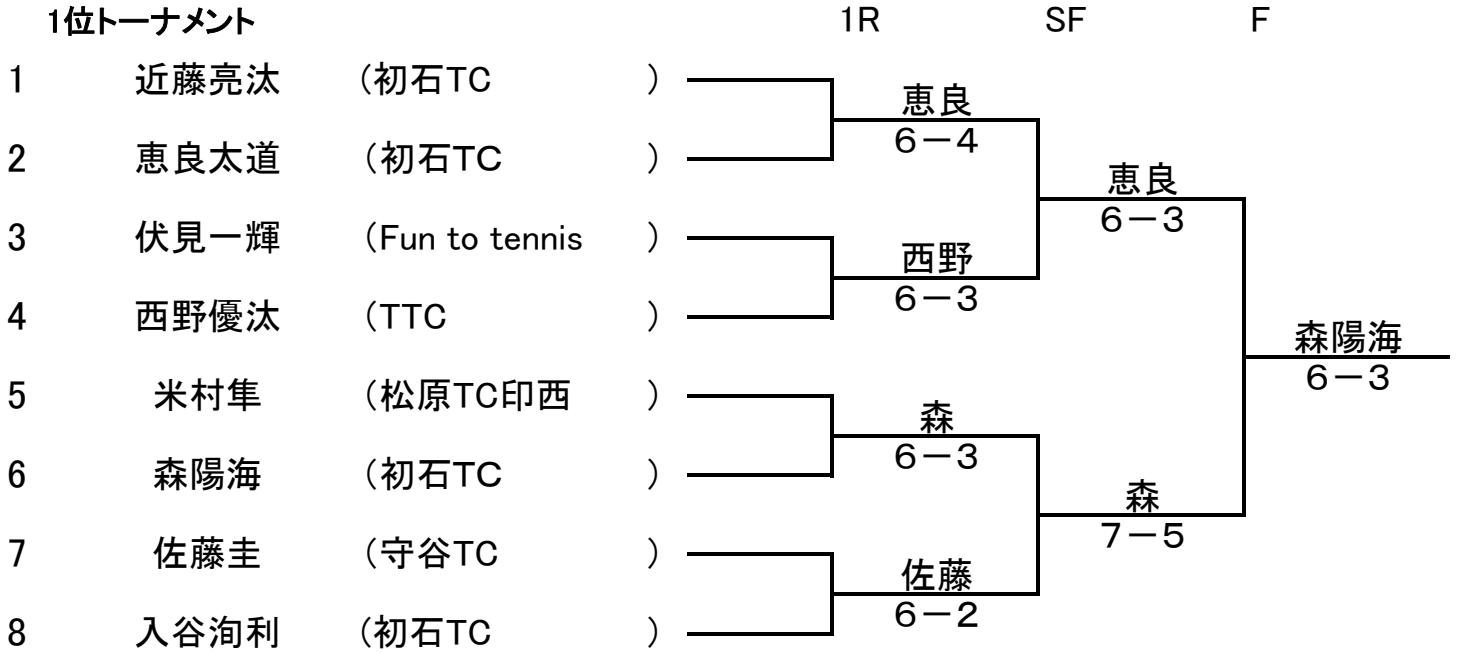 1位トーナメント 1R SF F
1 近藤亮汰 (初石TC )
恵良
6－4
2 恵良太道 (初石TC )
恵良
6－3
3 伏見一輝 (Fun to tennis )
西野
6－3
4 西野優汰 (TTC )
森陽海
6－3
5 米村隼 (松原TC印西 )
森
6－3
6 森陽海 (初石TC )
森
7－5
7 佐藤圭 (守谷TC )
佐藤
6－2
8 入谷洵利 (初石TC )